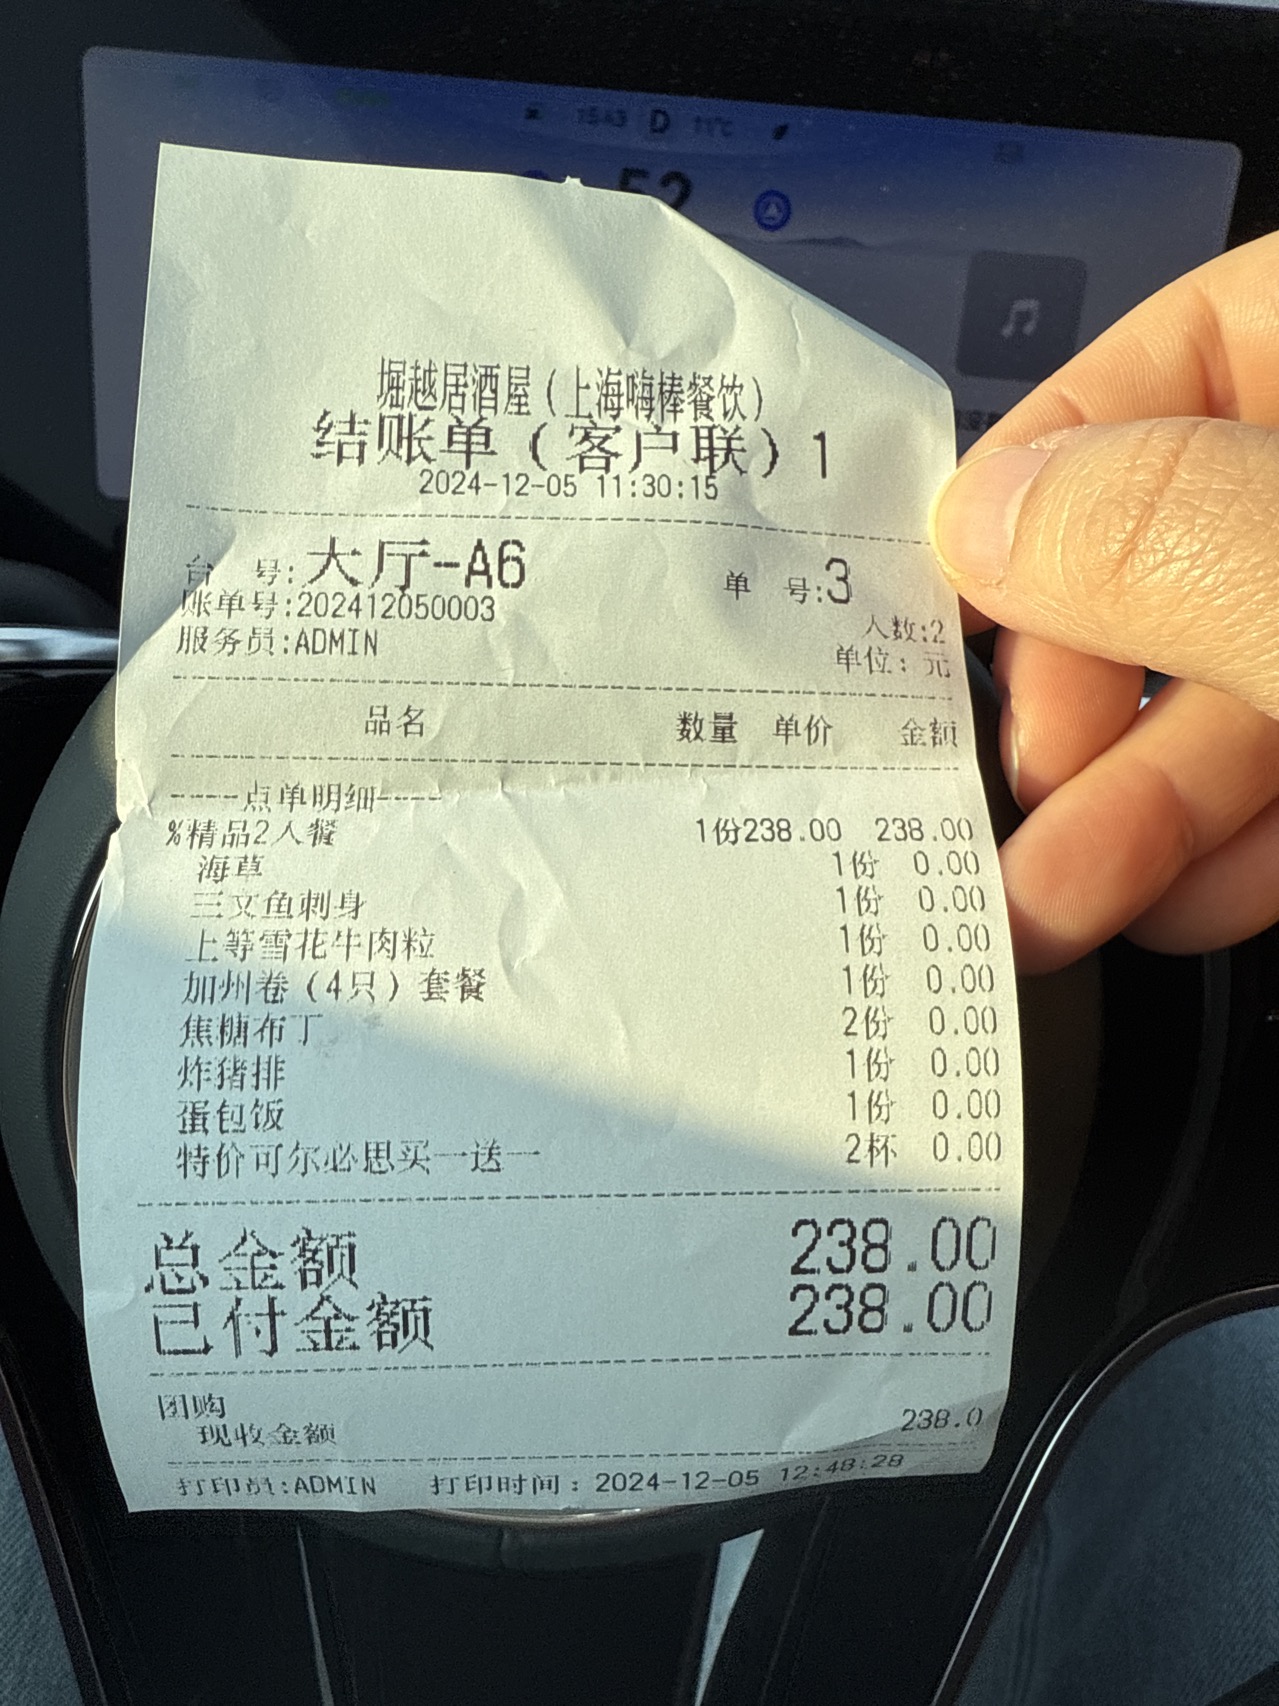 15:43 D 11°C
52
堀越居酒屋（上海嗨棒餐饮）
结账单（客户联）1
2024-12-05 11:30:15
台 号:大厅-A6 单 号:3
账单号:202412050003 人数:2
服务员:ADMIN 单位：元
品名 数量 单价 金额
-----点单明细-----
%精品2人餐 1份238.00 238.00
海草 1份 0.00
三文鱼刺身 1份 0.00
上等雪花牛肉粒 1份 0.00
加州卷（4只）套餐 1份 0.00
焦糖布丁 2份 0.00
炸猪排 1份 0.00
蛋包饭 1份 0.00
特价可尔必思买一送一 2杯 0.00
总金额 238.00
已付金额 238.00
团购
现收金额 238.0
打印员:ADMIN 打印时间：2024-12-05 12:48:28